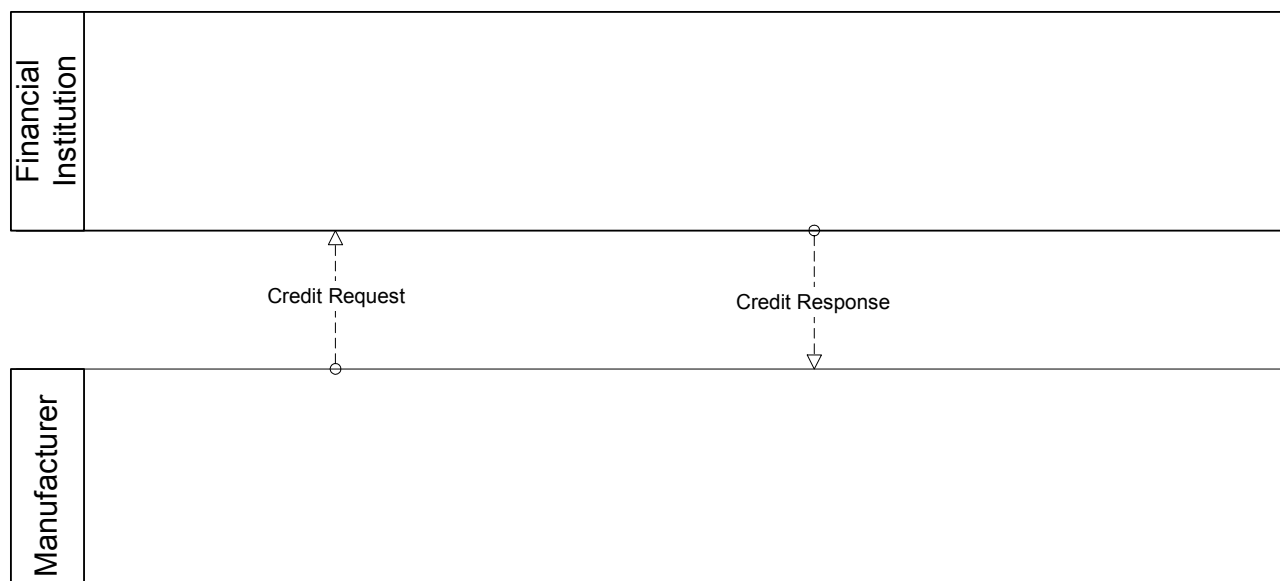 Financial
Institution
Credit Request
Credit Response
Manufacturer